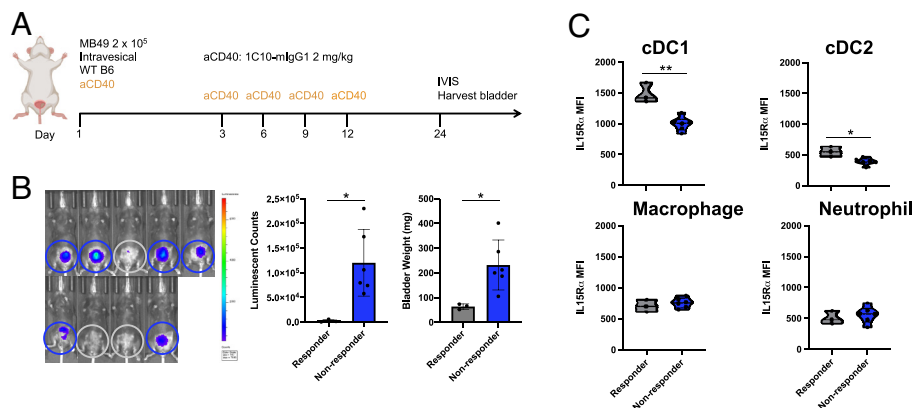 A
MB49 2 x 10⁵
Intravesical
WT B6
aCD40
aCD40: 1C10-mIgG1 2 mg/kg
aCD40 aCD40 aCD40 aCD40
IVIS
Harvest bladder
Day 1 3 6 9 12 24
B
Luminescent Counts
2.5×10⁵
2.0×10⁵
1.5×10⁵
1.0×10⁵
5.0×10⁴
0.0
*
Responder
Non-responder
Bladder Weight (mg)
500
400
300
200
100
0
*
Responder
Non-responder
C
cDC1
IL15Rα MFI
2000
1500
1000
500
0
**
cDC2
IL15Rα MFI
2000
1500
1000
500
0
*
Macrophage
IL15Rα MFI
2000
1500
1000
500
0
Responder
Non-responder
Neutrophil
IL15Rα MFI
2000
1500
1000
500
0
Responder
Non-responder